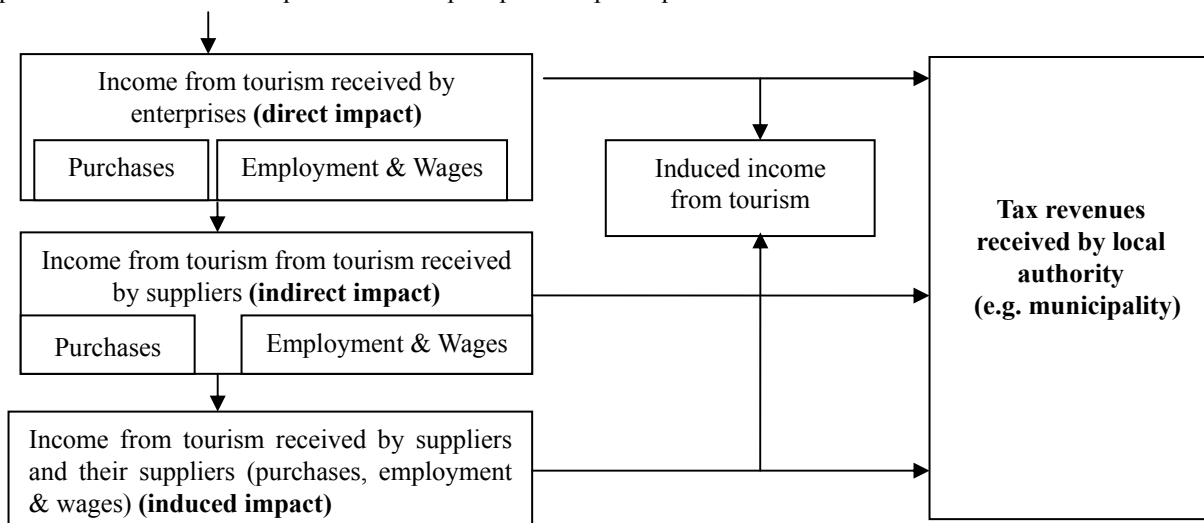 Income from tourism received by
enterprises (direct impact)
Purchases
Employment & Wages
Income from tourism from tourism received
by suppliers (indirect impact)
Purchases
Employment & Wages
Income from tourism received by suppliers
and their suppliers (purchases, employment
& wages) (induced impact)
Induced income
from tourism
Tax revenues
received by local
authority
(e.g. municipality)